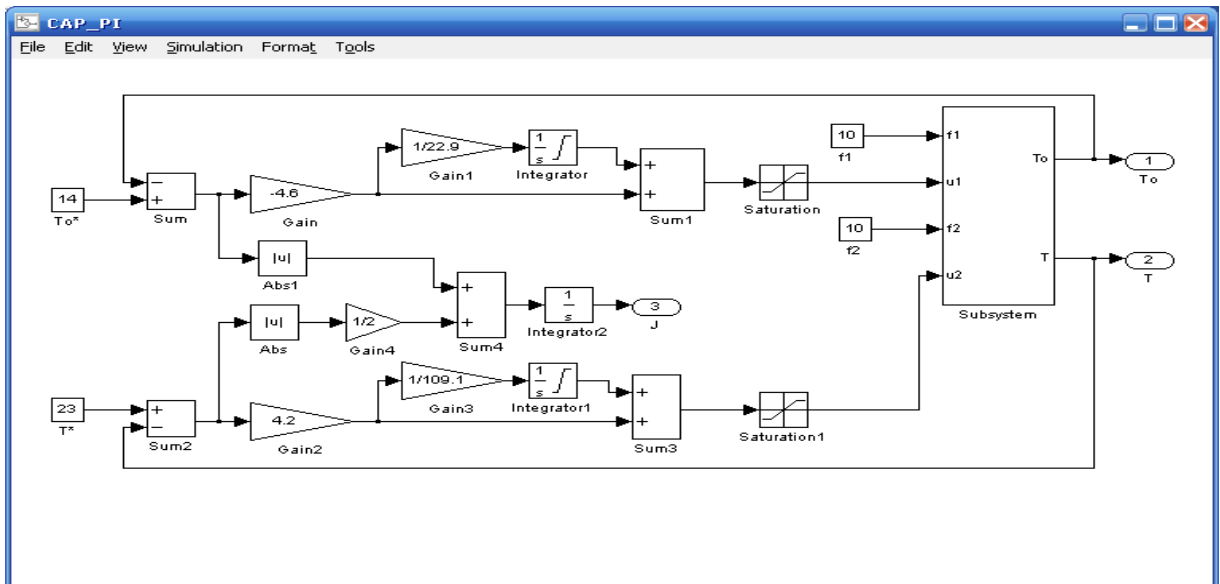 CAP_PI
File Edit View Simulation Format Tools
14
To*
Sum
-4.6
Gain
1/22.9
Gain1
1
s
Integrator
+
+
Sum1
Saturation
10
f1
10
f2
f1
u1
f2
u2
To
T
Subsystem
1
To
2
T
−
+
|u|
Abs1
|u|
Abs
1/2
Gain4
+
+
Sum4
1
s
Integrator2
3
J
23
T*
+
−
Sum2
4.2
Gain2
1/109.1
Gain3
1
s
Integrator1
+
+
Sum3
Saturation1